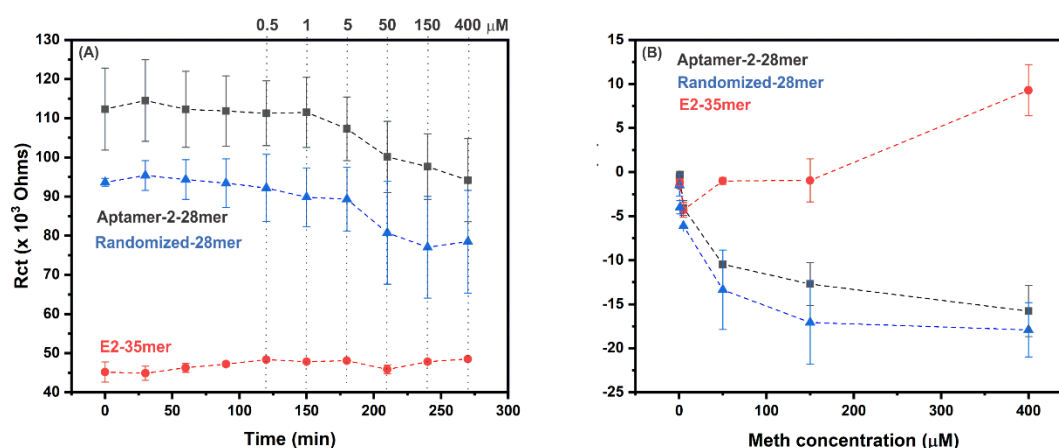 0.5 1 5 50 150 400 μM
130
120
110
100
90
80
70
60
50
40
Rct (x 10³ Ohms)
(A)
Aptamer-2-28mer
Randomized-28mer
E2-35mer
0 50 100 150 200 250 300
Time (min)
15
10
5
0
-5
-10
-15
-20
-25
(B)
Aptamer-2-28mer
Randomized-28mer
E2-35mer
0 100 200 300 400
Meth concentration (μM)